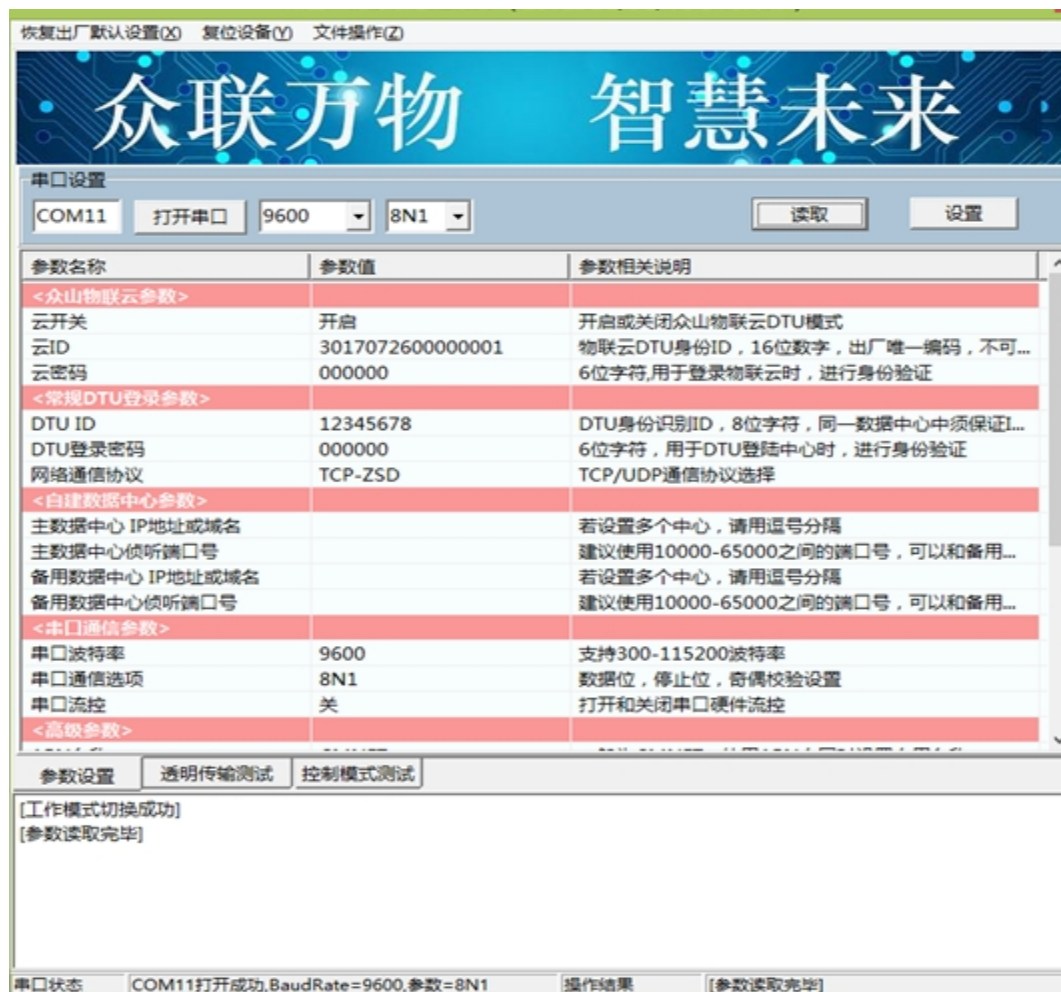 恢复出厂默认设置(X) 复位设备(Y) 文件操作(Z)
众联万物 智慧未来
串口设置
COM11 打开串口 9600 8N1 读取 设置
参数名称 参数值 参数相关说明
<众山物联云参数>
云开关 开启 开启或关闭众山物联云DTU模式
云ID 3017072600000001 物联云DTU身份ID，16位数字，出厂唯一编码，不可...
云密码 000000 6位字符,用于登录物联云时，进行身份验证
<常规DTU登录参数>
DTU ID 12345678 DTU身份识别ID，8位字符，同一数据中心中须保证I...
DTU登录密码 000000 6位字符，用于DTU登陆中心时，进行身份验证
网络通信协议 TCP-ZSD TCP/UDP通信协议选择
<自建数据中心参数>
主数据中心 IP地址或域名 若设置多个中心，请用逗号分隔
主数据中心侦听端口号 建议使用10000-65000之间的端口号，可以和备用...
备用数据中心 IP地址或域名 若设置多个中心，请用逗号分隔
备用数据中心侦听端口号 建议使用10000-65000之间的端口号，可以和备用...
<串口通信参数>
串口波特率 9600 支持300-115200波特率
串口通信选项 8N1 数据位，停止位，奇偶校验设置
串口流控 关 打开和关闭串口硬件流控
<高级参数>
参数设置 透明传输测试 控制模式测试
[工作模式切换成功]
[参数读取完毕]
串口状态 COM11打开成功,BaudRate=9600,参数=8N1 操作结果 [参数读取完毕]